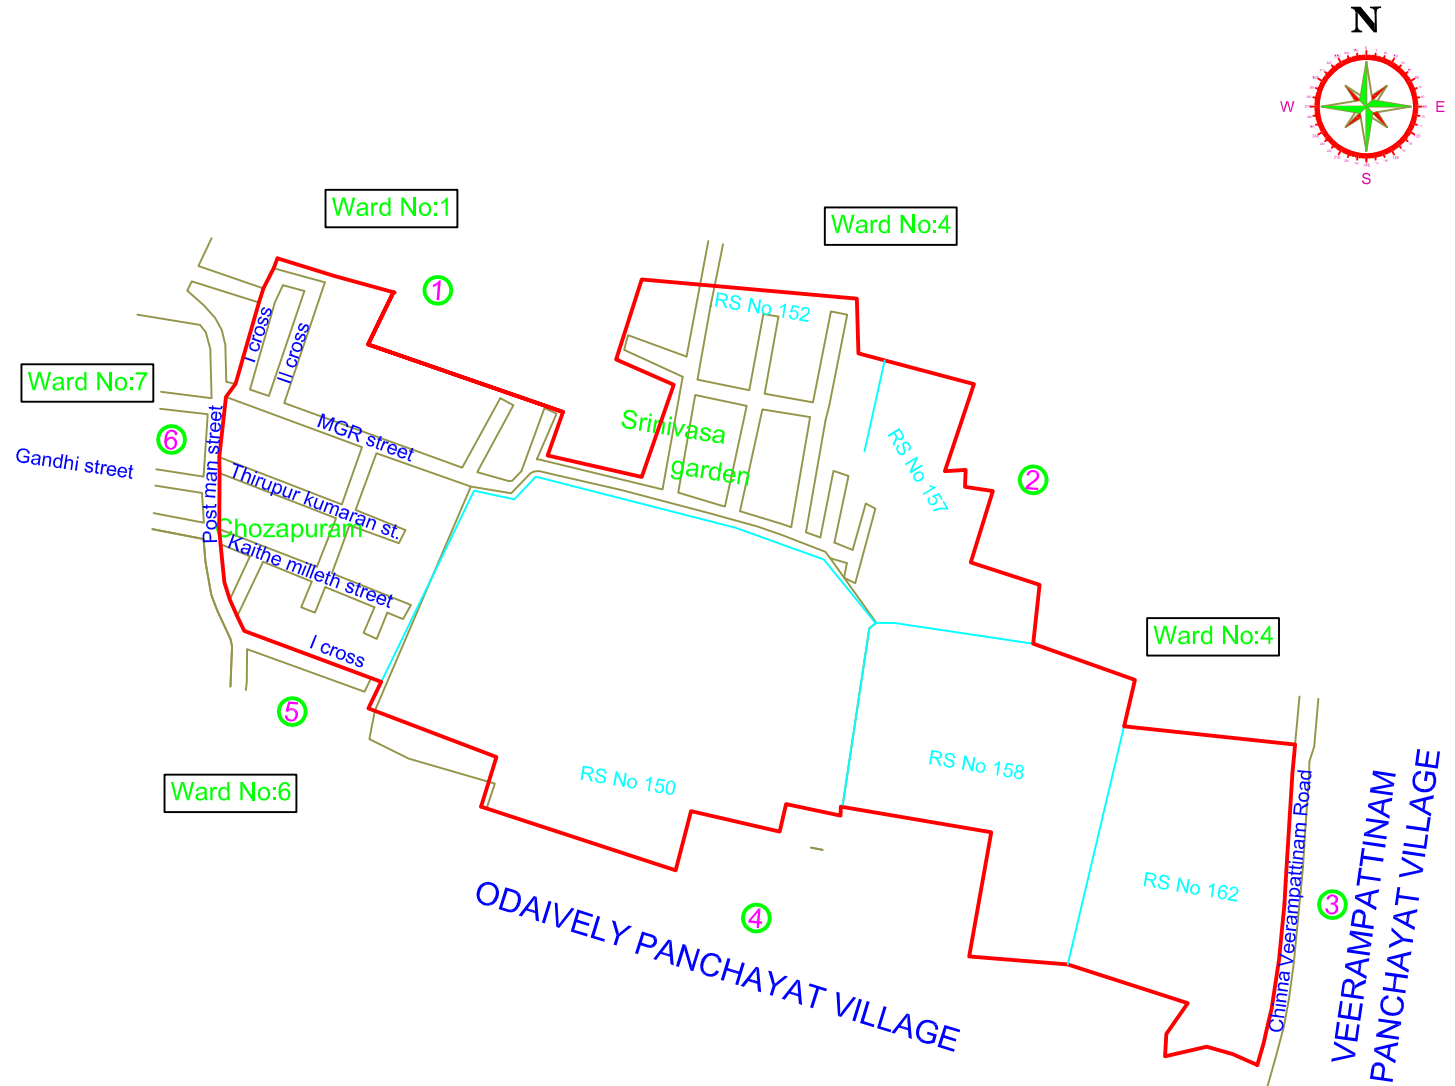 N
W
E
S
Ward No:1
Ward No:4
1
RS No 152
I cross
II cross
Ward No:7
MGR street
Srinivasa
garden
6
Gandhi street
Post man street
Thirupur kumaran st.
RS No 157
2
Chozapuram
Kaithe milleth street
I cross
Ward No:4
5
RS No 150
RS No 158
Ward No:6
RS No 162
Chinna Veerampattinam Road
3
VEERAMPATTINAM
PANCHAYAT VILLAGE
4
ODAIVELY PANCHAYAT VILLAGE